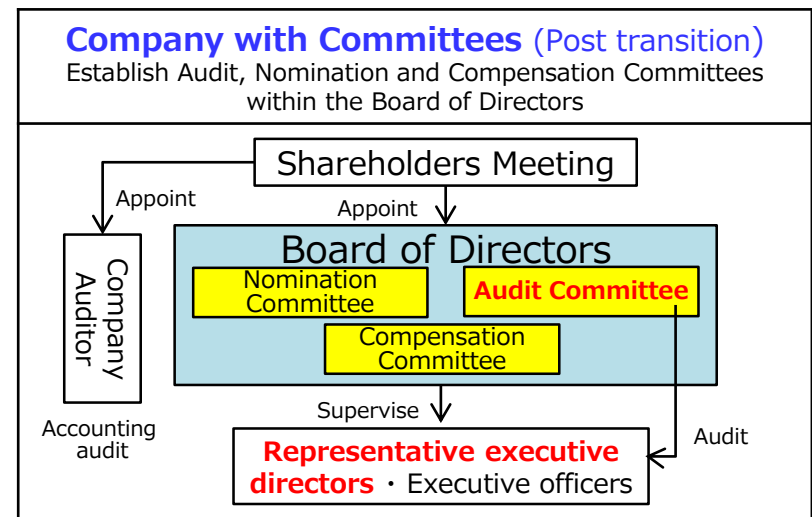 Company with Committees (Post transition)
Establish Audit, Nomination and Compensation Committees
within the Board of Directors
Shareholders Meeting
Appoint
Appoint
Company
Auditor
Accounting
audit
Board of Directors
Nomination
Committee
Audit Committee
Compensation
Committee
Supervise
Audit
Representative executive
directors・Executive officers